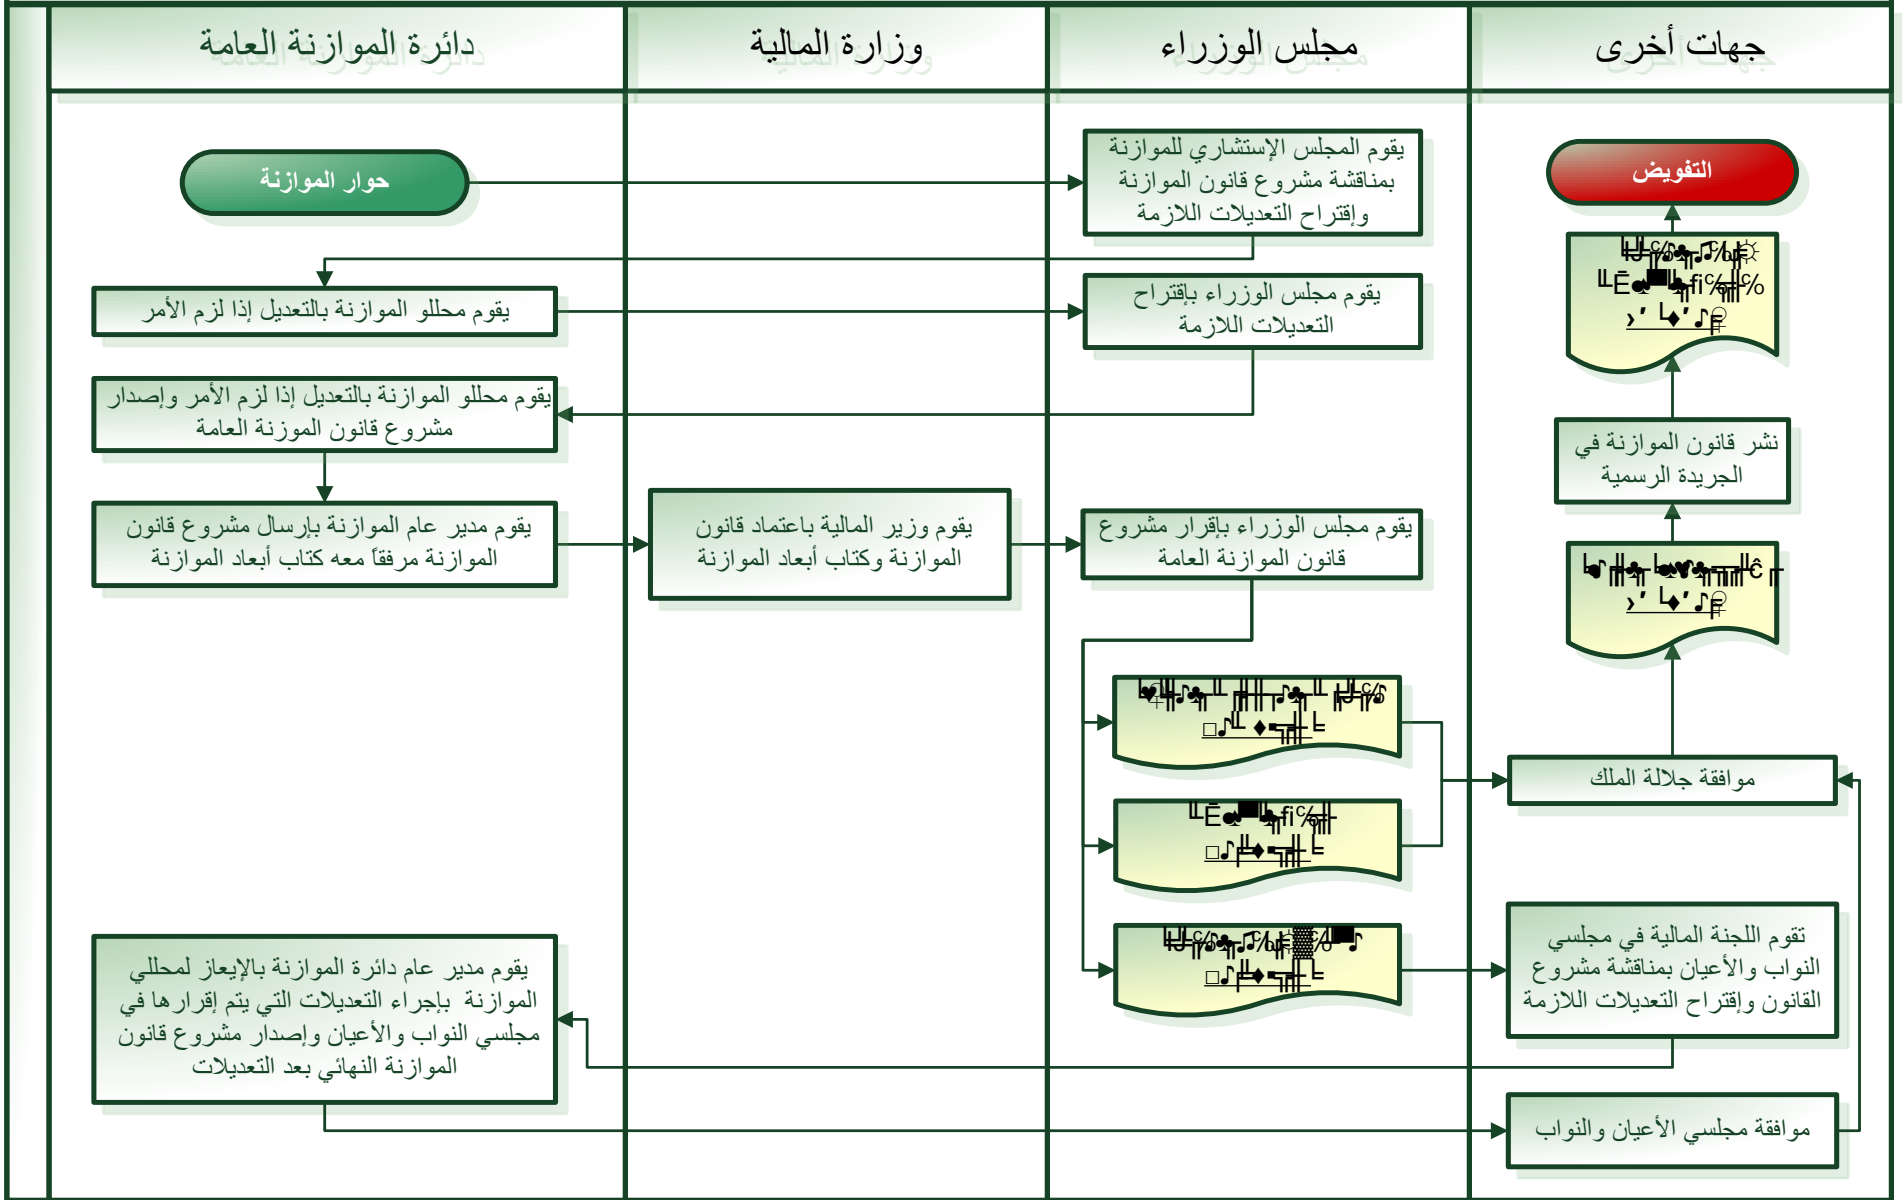 جهات أخرى
مجلس الوزراء
وزارة المالية
دائرة الموازنة العامة
حوار الموازنة
يقوم المجلس الإستشاري للموازنة
بمناقشة مشروع قانون الموازنة
وإقتراح التعديلات اللازمة
التفويض
يقوم محللو الموازنة بالتعديل إذا لزم الأمر
يقوم مجلس الوزراء بإقتراح
التعديلات اللازمة
يقوم محللو الموازنة بالتعديل إذا لزم الأمر وإصدار
مشروع قانون الموزنة العامة
نشر قانون الموازنة في
الجريدة الرسمية
يقوم مدير عام الموازنة بإرسال مشروع قانون
الموازنة مرفقاً معه كتاب أبعاد الموازنة
يقوم وزير المالية باعتماد قانون
الموازنة وكتاب أبعاد الموازنة
يقوم مجلس الوزراء بإقرار مشروع
قانون الموازنة العامة
موافقة جلالة الملك
تقوم اللجنة المالية في مجلسي
النواب والأعيان بمناقشة مشروع
القانون وإقتراح التعديلات اللازمة
يقوم مدير عام دائرة الموازنة بالإيعاز لمحللي
الموازنة بإجراء التعديلات التي يتم إقرارها في
مجلسي النواب والأعيان وإصدار مشروع قانون
الموازنة النهائي بعد التعديلات
موافقة مجلسي الأعيان والنواب